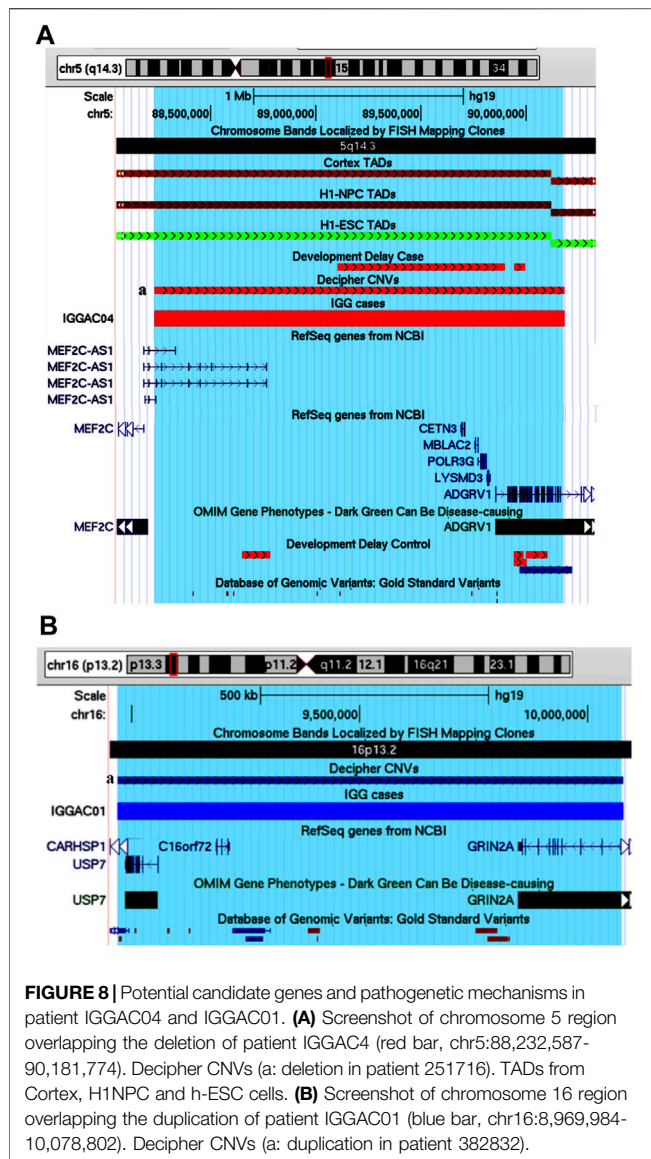 A
chr5 (q14.3) 15 34
Scale 1 Mb hg19
chr5: 88,500,000 89,000,000 89,500,000 90,000,000
Chromosome Bands Localized by FISH Mapping Clones
5q14.3
Cortex TADs
H1-NPC TADs
H1-ESC TADs
Development Delay Case
Decipher CNVs
a
IGG cases
IGGAC04
RefSeq genes from NCBI
MEF2C-AS1
MEF2C-AS1
MEF2C-AS1
MEF2C-AS1
RefSeq genes from NCBI
MEF2C CETN3
MBLAC2
POLR3G
LYSMD3
ADGRV1
OMIM Gene Phenotypes - Dark Green Can Be Disease-causing
MEF2C ADGRV1
Development Delay Control
Database of Genomic Variants: Gold Standard Variants
B
chr16 (p13.2) p13.3 p11.2 q11.2 12.1 16q21 23.1
Scale 500 kb hg19
chr16: 9,500,000 10,000,000
Chromosome Bands Localized by FISH Mapping Clones
16p13.2
Decipher CNVs
a
IGG cases
IGGAC01
RefSeq genes from NCBI
CARHSP1 C16orf72 GRIN2A
USP7
OMIM Gene Phenotypes - Dark Green Can Be Disease-causing
USP7 GRIN2A
Database of Genomic Variants: Gold Standard Variants
FIGURE 8 | Potential candidate genes and pathogenetic mechanisms in
patient IGGAC04 and IGGAC01. (A) Screenshot of chromosome 5 region
overlapping the deletion of patient IGGAC4 (red bar, chr5:88,232,587-
90,181,774). Decipher CNVs (a: deletion in patient 251716). TADs from
Cortex, H1NPC and h-ESC cells. (B) Screenshot of chromosome 16 region
overlapping the duplication of patient IGGAC01 (blue bar, chr16:8,969,984-
10,078,802). Decipher CNVs (a: duplication in patient 382832).